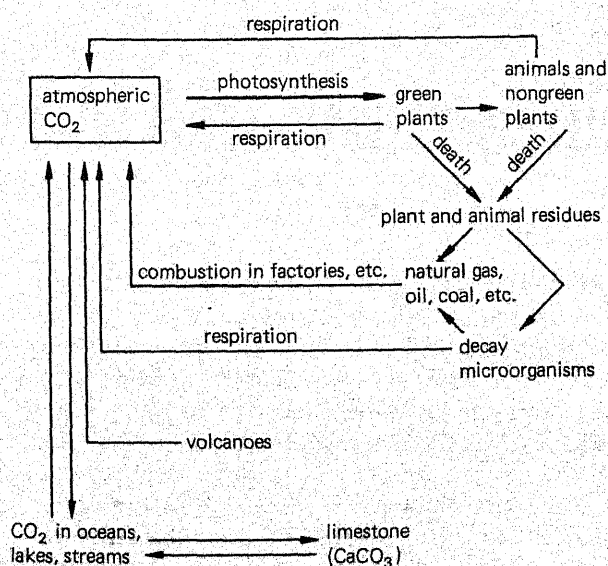 respiration
atmospheric
CO₂
photosynthesis
respiration
green
plants
animals and
nongreen
plants
death
death
plant and animal residues
combustion in factories, etc.
natural gas,
oil, coal, etc.
respiration
decay
microorganisms
volcanoes
CO₂ in oceans,
lakes, streams
limestone
(CaCO₃)